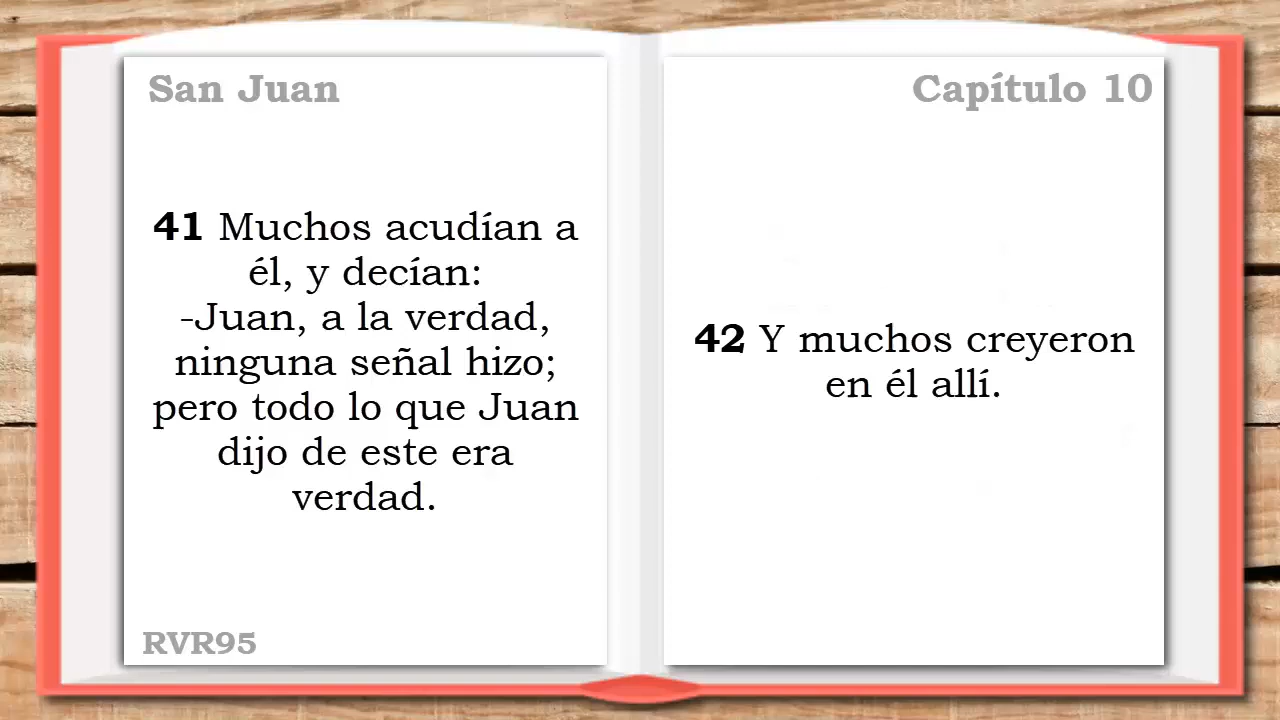 San Juan
41 Muchos acudían a
él, y decían:
-Juan, a la verdad,
ninguna señal hizo;
pero todo lo que Juan
dijo de este era
verdad.
RVR95
Capítulo 10
42 Y muchos creyeron
en él allí.